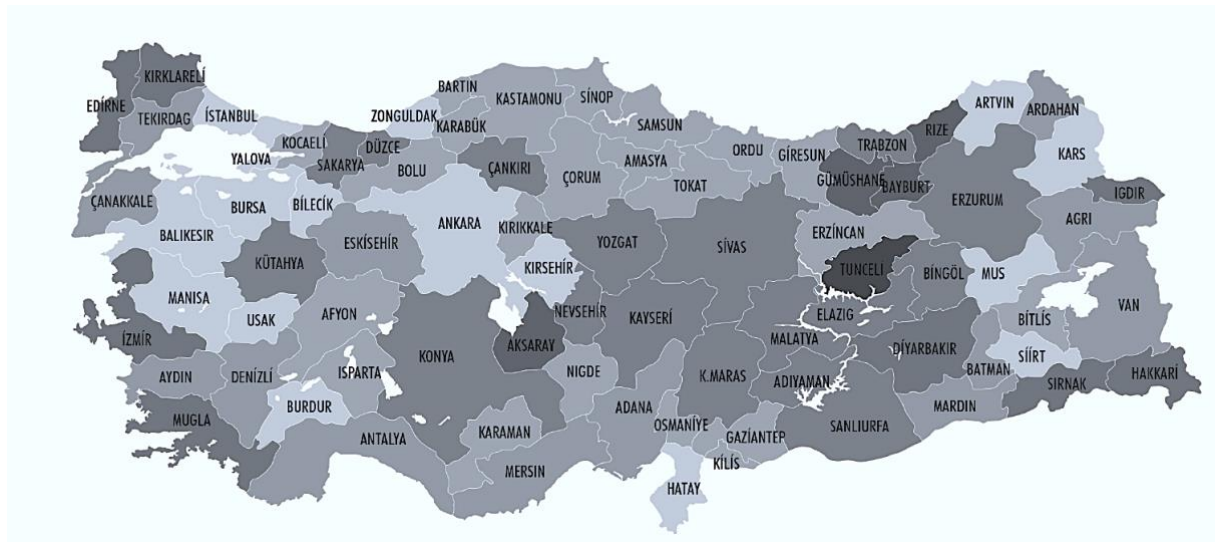 KIRKLARELİ
EDİRNE
TEKIRDAG
İSTANBUL
KOCAELİ
YALOVA
SAKARYA
DÜZCE
ZONGULDAK
BARTIN
KARABÜK
KASTAMONU
SİNOP
SAMSUN
BOLU
ÇANKIRI
ÇORUM
AMASYA
TOKAT
ORDU
GİRESUN
TRABZON
RIZE
ARTVIN
ARDAHAN
KARS
GÜMÜSHANE
BAYBURT
ERZURUM
IGDIR
AGRI
ÇANAKKALE
BALIKESIR
BURSA
BİLECİK
ESKİSEHİR
ANKARA
KIRIKKALE
YOZGAT
SİVAS
ERZİNCAN
TUNCELI
BİNGÖL
MUS
KÜTAHYA
KIRSEHİR
MANISA
USAK
AFYON
NEVSEHİR
KAYSERİ
MALATYA
ELAZIG
BİTLİS
VAN
İZMİR
KONYA
AKSARAY
DİYARBAKIR
SİİRT
BATMAN
HAKKARİ
SIRNAK
AYDIN
DENİZLİ
ISPARTA
BURDUR
NIGDE
K.MARAS
ADIYAMAN
MARDIN
MUGLA
ANTALYA
KARAMAN
ADANA
OSMANİYE
GAZİANTEP
SANLIURFA
MERSIN
KİLİS
HATAY